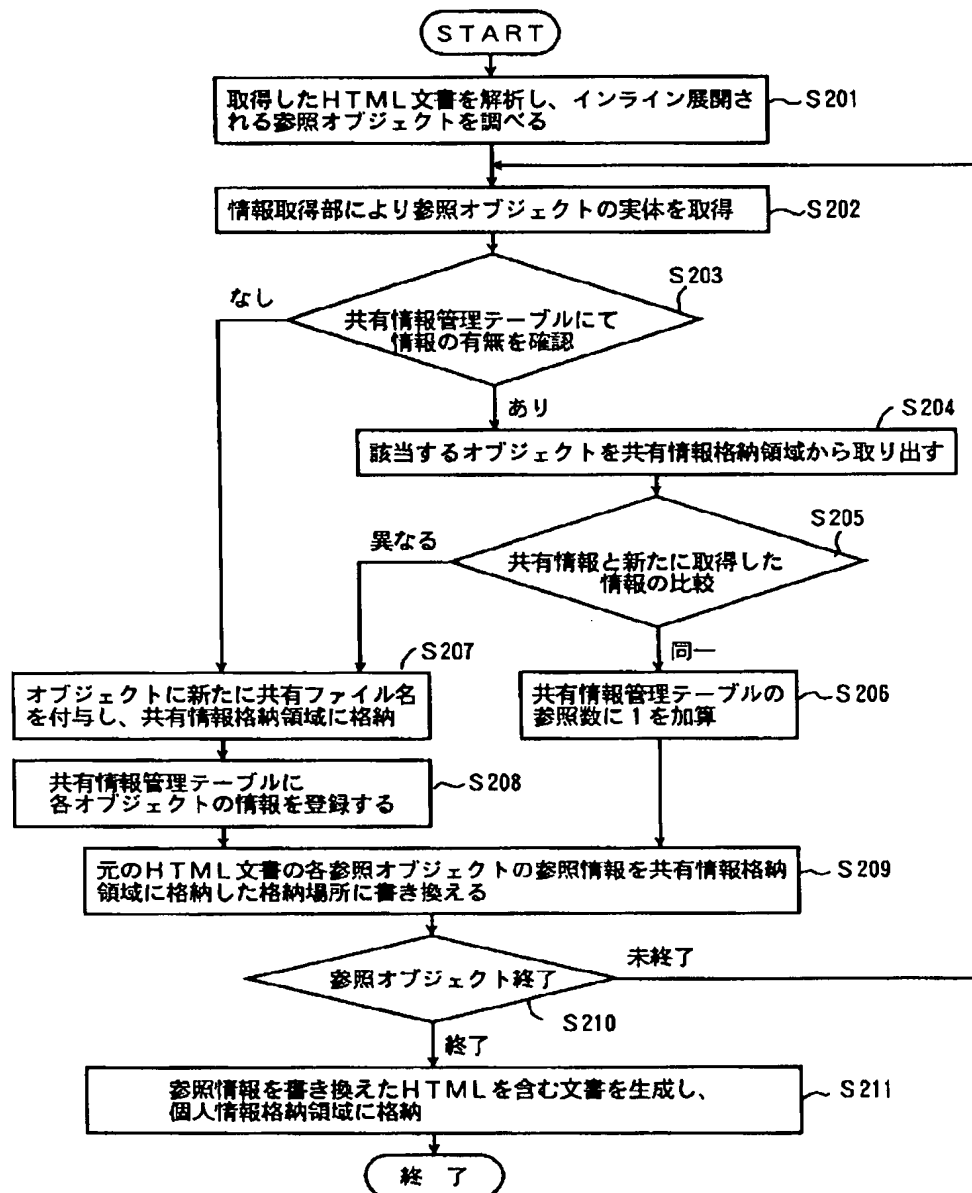 START
取得したHTML文書を解析し、インライン展開さ
れる参照オブジェクトを調べる
S201
情報取得部により参照オブジェクトの実体を取得
S202
S203
なし
共有情報管理テーブルにて
情報の有無を確認
あり
S204
該当するオブジェクトを共有情報格納領域から取り出す
S205
異なる
共有情報と新たに取得した
情報の比較
同一
S207
オブジェクトに新たに共有ファイル名
を付与し、共有情報格納領域に格納
共有情報管理テーブルの
参照数に1を加算
S206
共有情報管理テーブルに
各オブジェクトの情報を登録する
S208
元のHTML文書の各参照オブジェクトの参照情報を共有情報格納
領域に格納した格納場所に書き換える
S209
未終了
参照オブジェクト終了
S210
終了
参照情報を書き換えたHTMLを含む文書を生成し、
個人情報格納領域に格納
S211
終 了